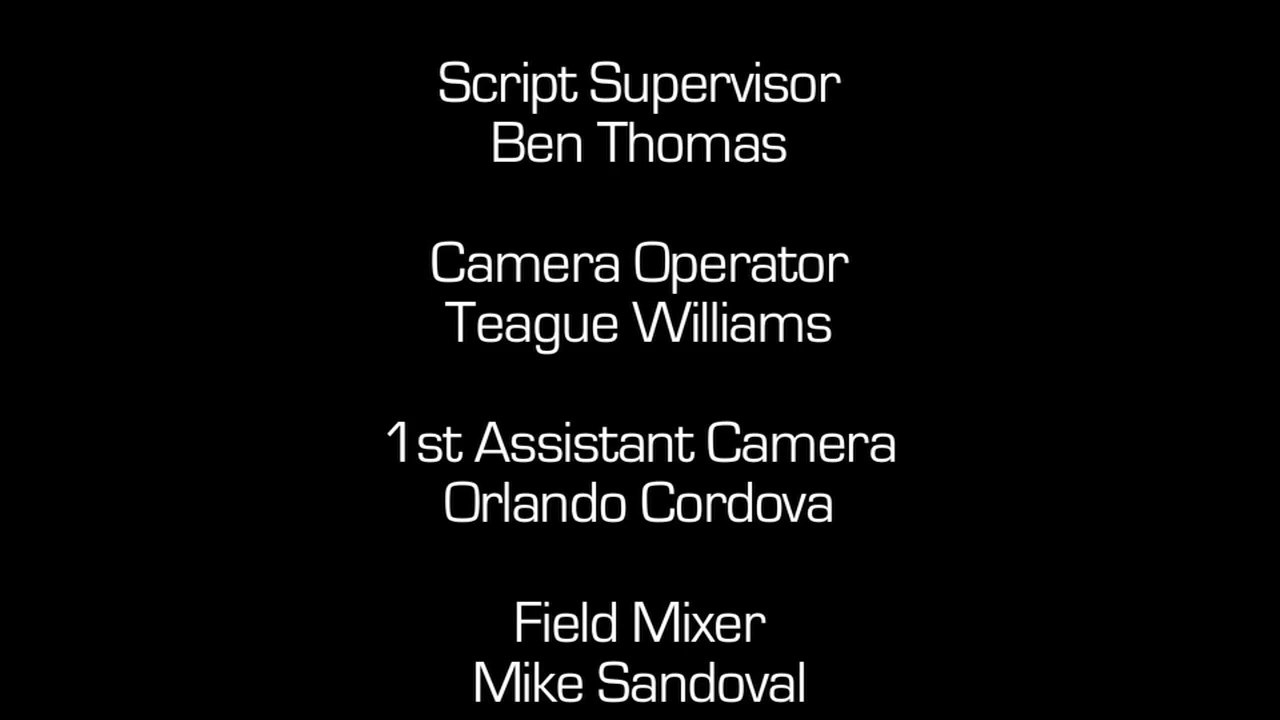 Script Supervisor
Ben Thomas
Camera Operator
Teague Williams
1st Assistant Camera
Orlando Cordova
Field Mixer
Mike Sandoval